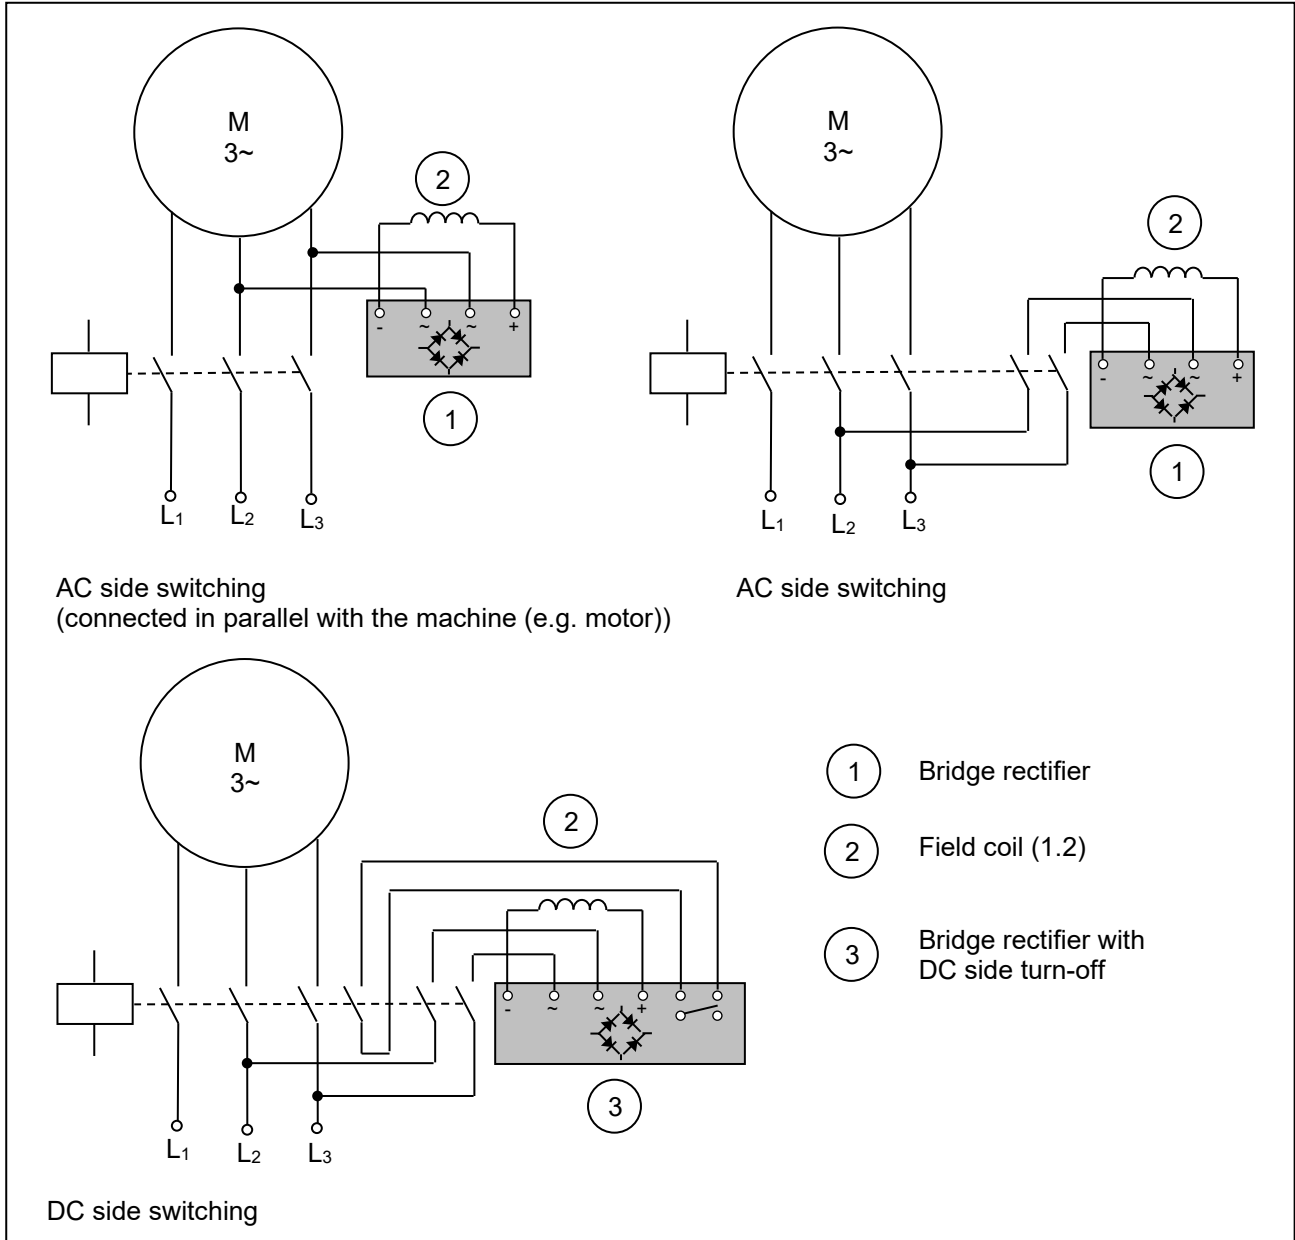 M
3~
2
- ~ ~ +
1
L1 L2 L3
AC side switching
(connected in parallel with the machine (e.g. motor))
M
3~
2
- ~ ~ +
1
L1 L2 L3
AC side switching
M
3~
2
- ~ ~ +
3
L1 L2 L3
DC side switching
1 Bridge rectifier
2 Field coil (1.2)
3 Bridge rectifier with
DC side turn-off